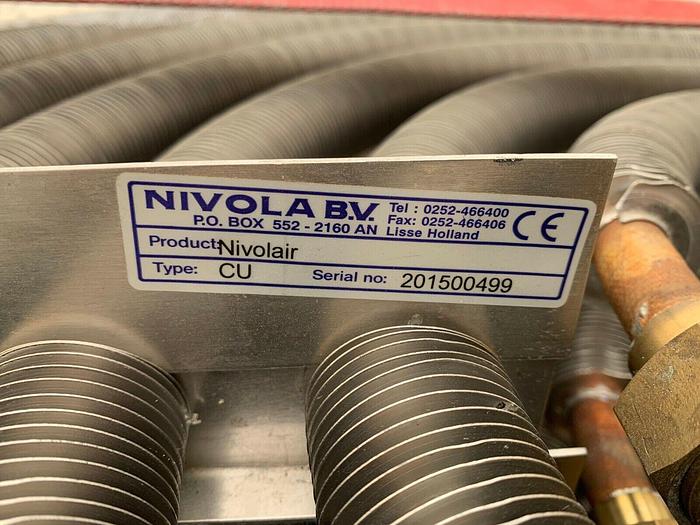 NIVOLA B.V. Tel : 0252-466400
Fax: 0252-466406
P.O. BOX 552 - 2160 AN Lisse Holland
CE
Product: Nivolair
Type: CU Serial no: 201500499